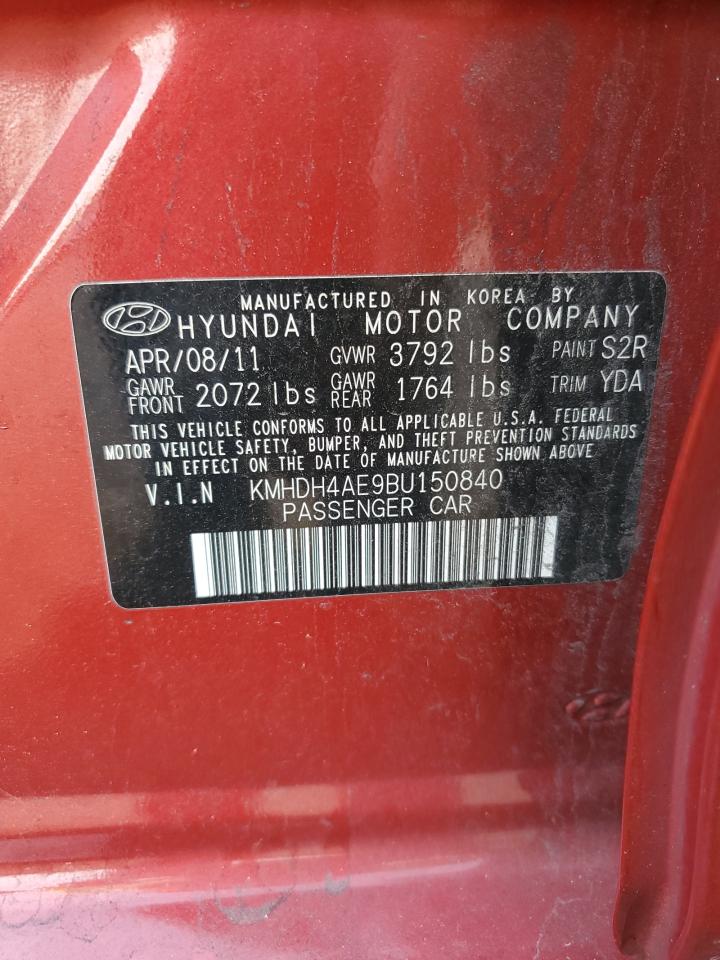 MANUFACTURED IN KOREA BY
HYUNDAI MOTOR COMPANY
APR/08/11 GVWR 3792 lbs PAINT S2R
GAWR FRONT 2072 lbs GAWR REAR 1764 lbs TRIM YDA
THIS VEHICLE CONFORMS TO ALL APPLICABLE U.S.A. FEDERAL
MOTOR VEHICLE SAFETY, BUMPER, AND THEFT PREVENTION STANDARDS
IN EFFECT ON THE DATE OF MANUFACTURE SHOWN ABOVE
V.I.N KMHDH4AE9BU150840
PASSENGER CAR